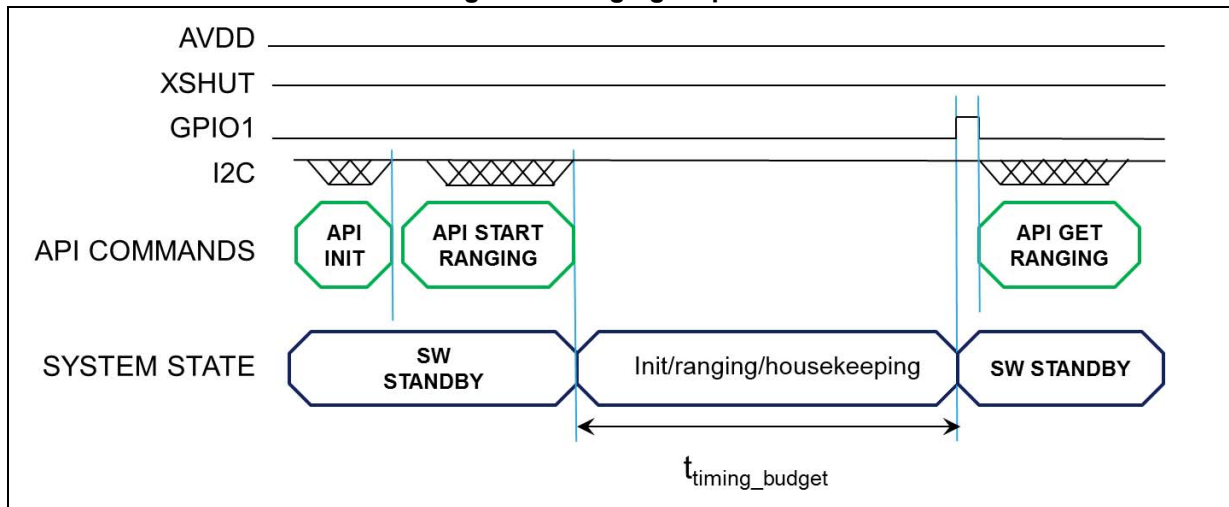 AVDD
XSHUT
GPIO1
I2C
API COMMANDS
API
INIT
API START
RANGING
API GET
RANGING
SYSTEM STATE
SW
STANDBY
Init/ranging/housekeeping
SW STANDBY
t_timing_budget